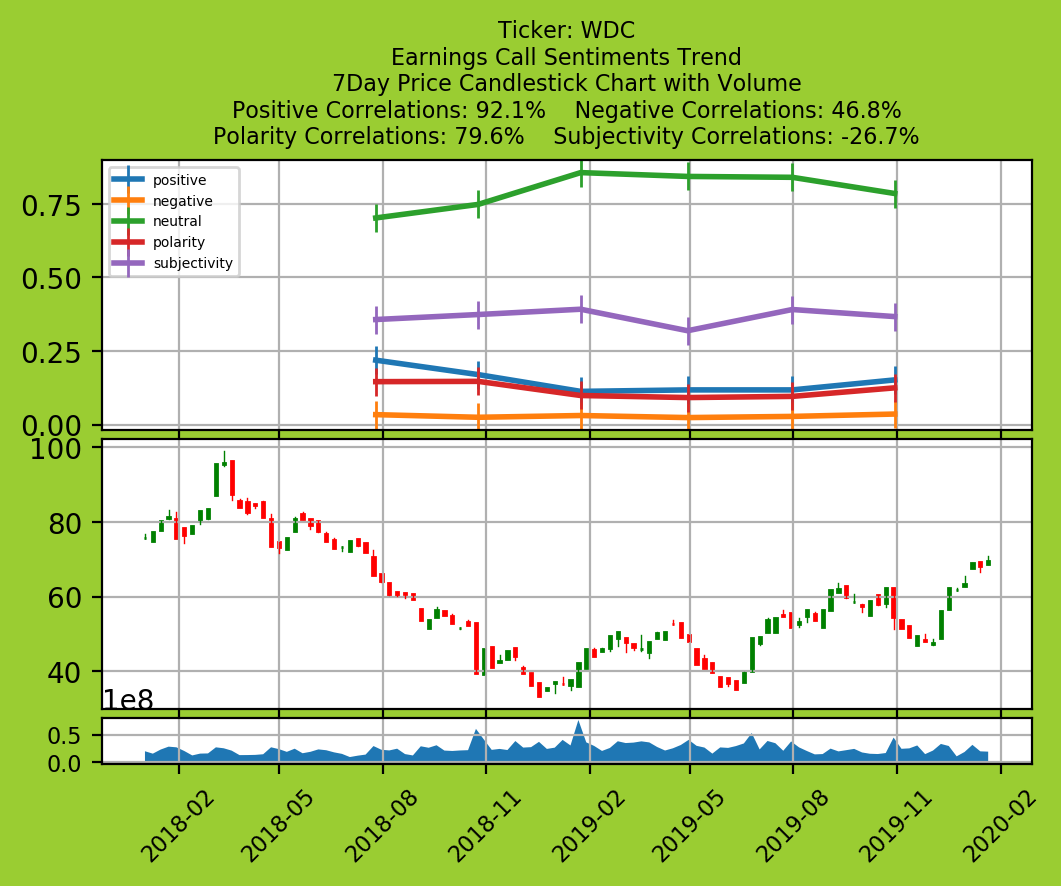 Ticker: WDC
Earnings Call Sentiments Trend
7Day Price Candlestick Chart with Volume
Positive Correlations: 92.1%    Negative Correlations: 46.8%
Polarity Correlations: 79.6%    Subjectivity Correlations: -26.7%
positive
negative
neutral
polarity
subjectivity
0.75
0.50
0.25
0.00
100
80
60
40
1e8
0.5
0.0
2018-02
2018-05
2018-08
2018-11
2019-02
2019-05
2019-08
2019-11
2020-02